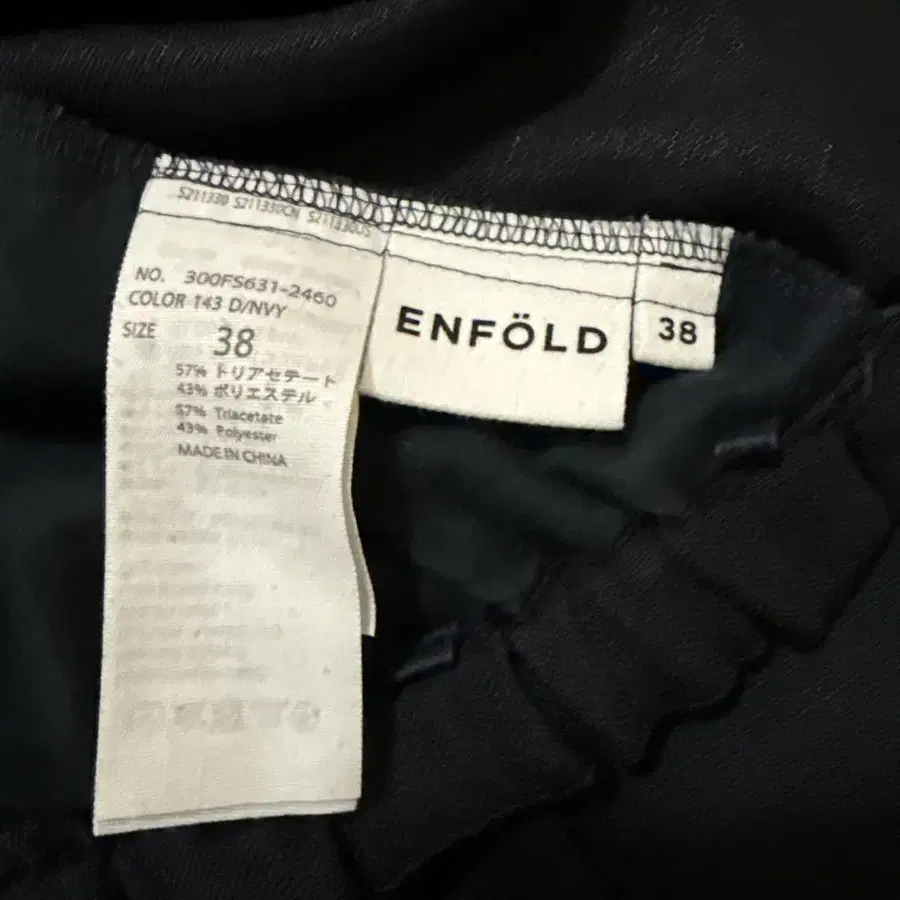 S211330 S211330CN S211330US
NO. 300FS631-2460
COLOR 143 D/NVY
SIZE 38
57% トリアセテート
43% ポリエステル
57% Triacetate
43% Polyester
MADE IN CHINA
ENFÖLD
38